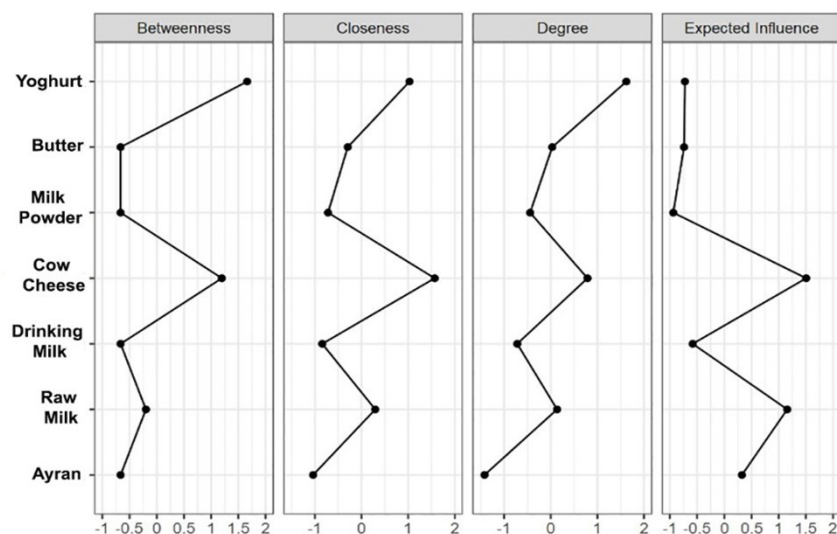 Betweenness Closeness Degree Expected Influence
Yoghurt
Butter
Milk
Powder
Cow
Cheese
Drinking
Milk
Raw
Milk
Ayran
-1 -0.5 0 0.5 1 1.5 2 -1 0 1 2 -1 0 1 2 -1 -0.5 0 0.5 1 1.5 2